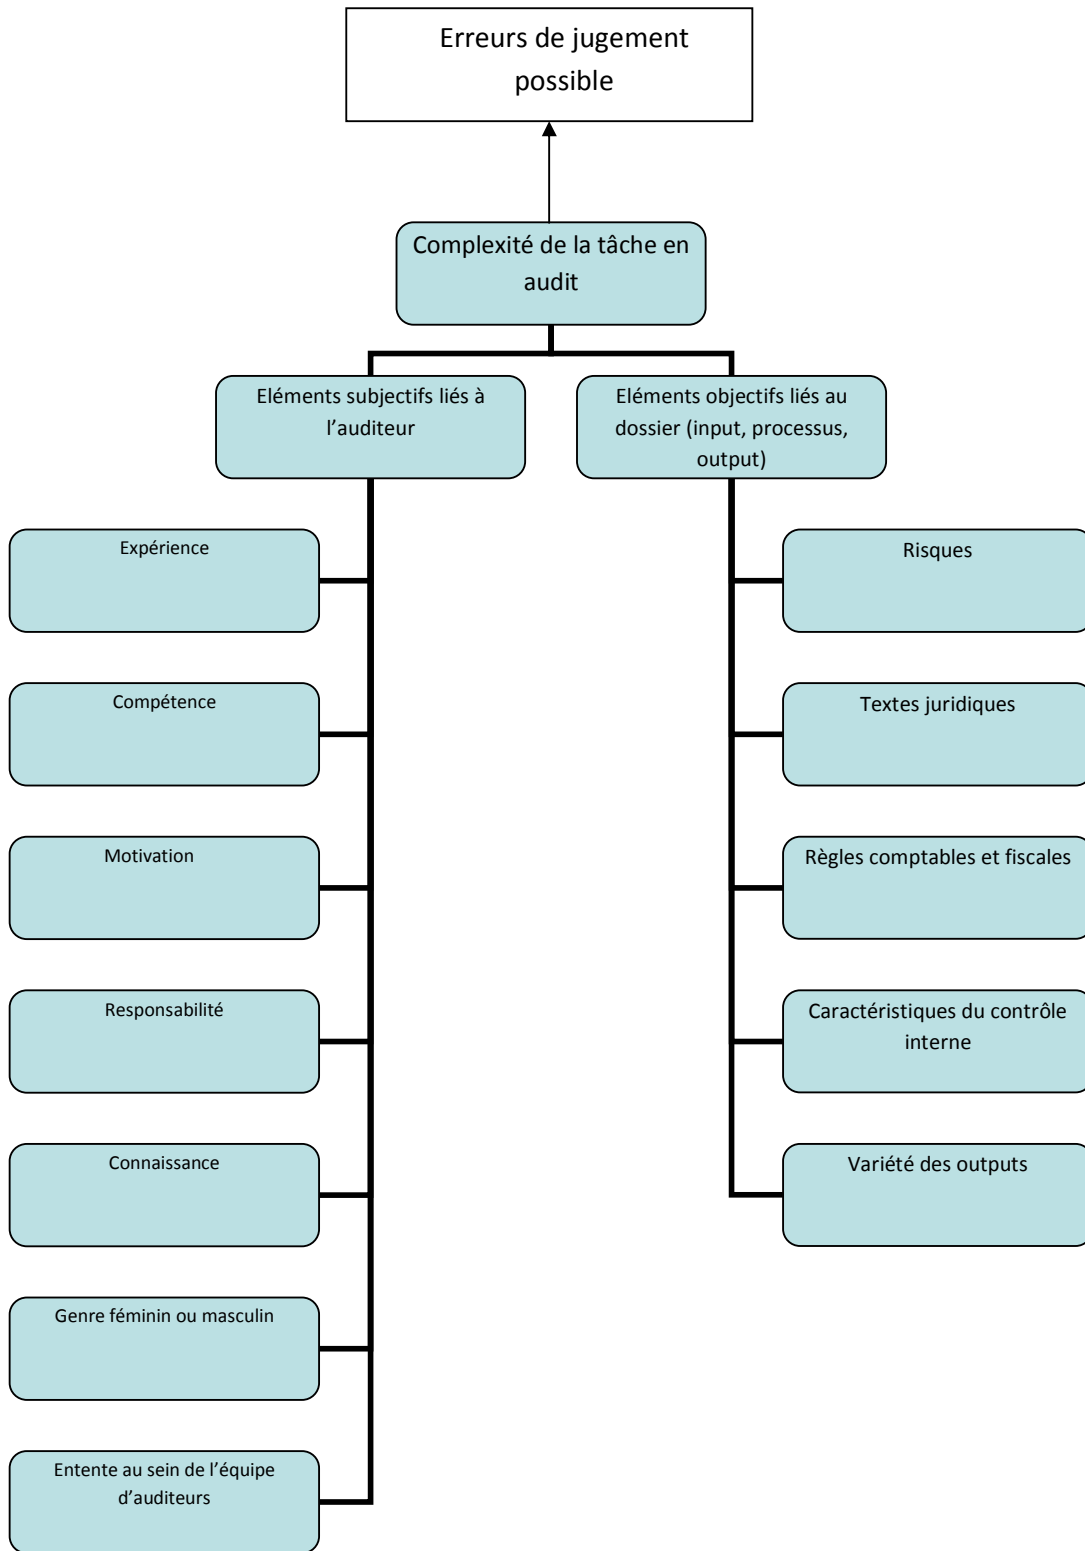 Erreurs de jugement
possible
Complexité de la tâche en
audit
Eléments subjectifs liés à
l’auditeur
Eléments objectifs liés au
dossier (input, processus,
output)
Expérience
Compétence
Motivation
Responsabilité
Connaissance
Genre féminin ou masculin
Entente au sein de l’équipe
d’auditeurs
Risques
Textes juridiques
Règles comptables et fiscales
Caractéristiques du contrôle
interne
Variété des outputs